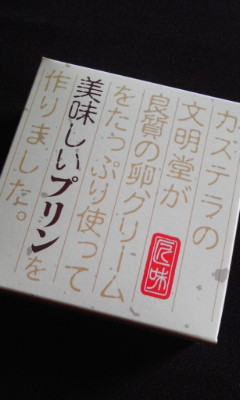 カステラの
文明堂が
良質の卵クリーム
をたっぷり使って
美味しいプリンを
作りました。
匠味